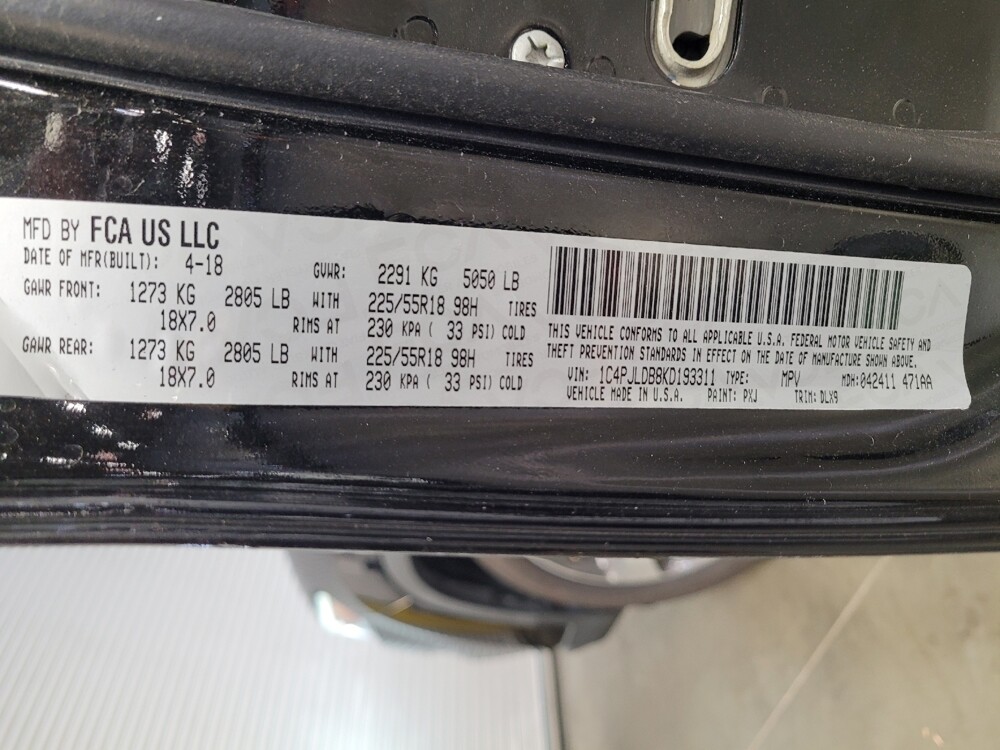 MFD BY FCA US LLC
DATE OF MFR(BUILT): 4-18 GVWR: 2291 KG 5050 LB
GAWR FRONT: 1273 KG 2805 LB WITH 225/55R18 98H TIRES
18X7.0 RIMS AT 230 KPA ( 33 PSI) COLD
GAWR REAR: 1273 KG 2805 LB WITH 225/55R18 98H TIRES
18X7.0 RIMS AT 230 KPA ( 33 PSI) COLD
THIS VEHICLE CONFORMS TO ALL APPLICABLE U.S.A. FEDERAL MOTOR VEHICLE SAFETY AND
THEFT PREVENTION STANDARDS IN EFFECT ON THE DATE OF MANUFACTURE SHOWN ABOVE.
VIN: 1C4PJLDB8KD193311 TYPE: MPV MDH:042411 471AA
VEHICLE MADE IN U.S.A. PAINT: PXJ TRIM: DLX9